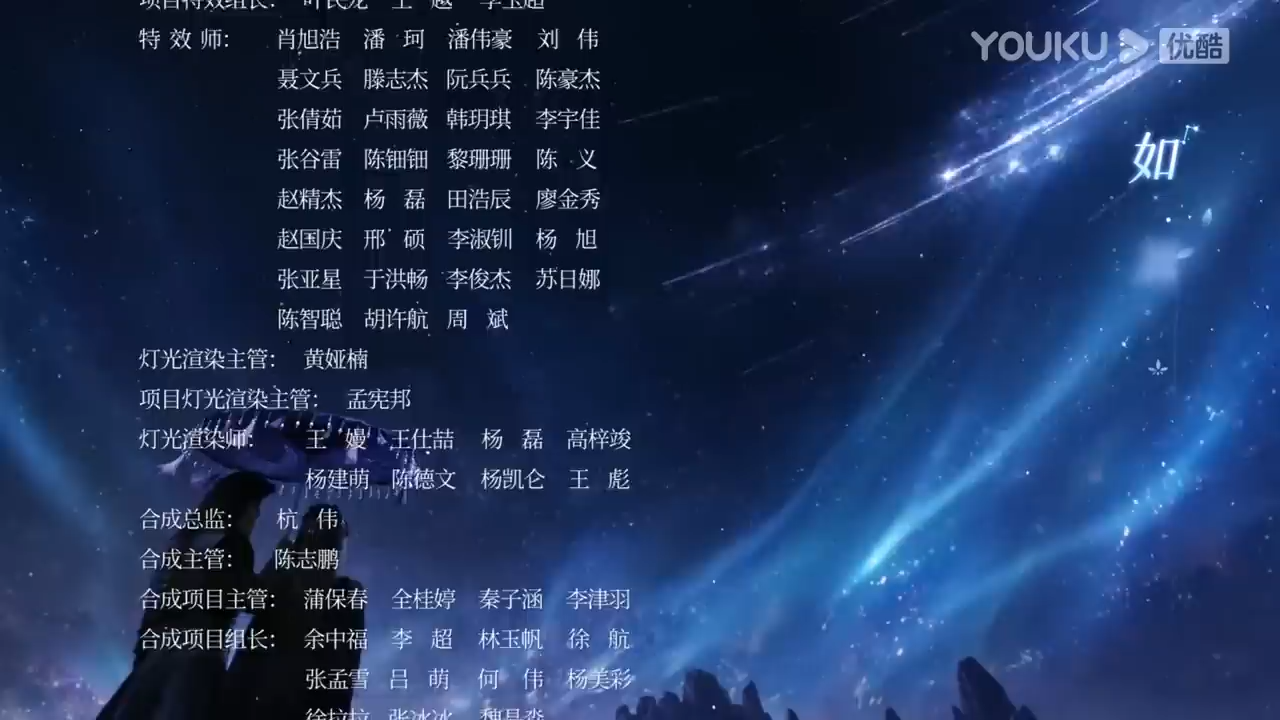 项目特效组长：
YOUKU 优酷
特 效 师： 肖旭浩 潘 珂 潘伟豪 刘 伟
聂文兵 滕志杰 阮兵兵 陈豪杰
张倩茹 卢雨薇 韩玥琪 李宇佳
如
张谷雷 陈钿钿 黎珊珊 陈 义
赵精杰 杨 磊 田浩辰 廖金秀
赵国庆 邢 硕 李淑钏 杨 旭
张亚星 于洪畅 李俊杰 苏日娜
陈智聪 胡许航 周 斌
灯光渲染主管： 黄娅楠
项目灯光渲染主管： 孟宪邦
灯光渲染师： 王 嫚 王仕喆 杨 磊 高梓竣
杨建萌 陈德文 杨凯仑 王 彪
合成总监： 杭 伟
合成主管： 陈志鹏
合成项目主管： 蒲保春 全桂婷 秦子涵 李津羽
合成项目组长： 余中福 李 超 林玉帆 徐 航
张孟雪 吕 萌 何 伟 杨美彩